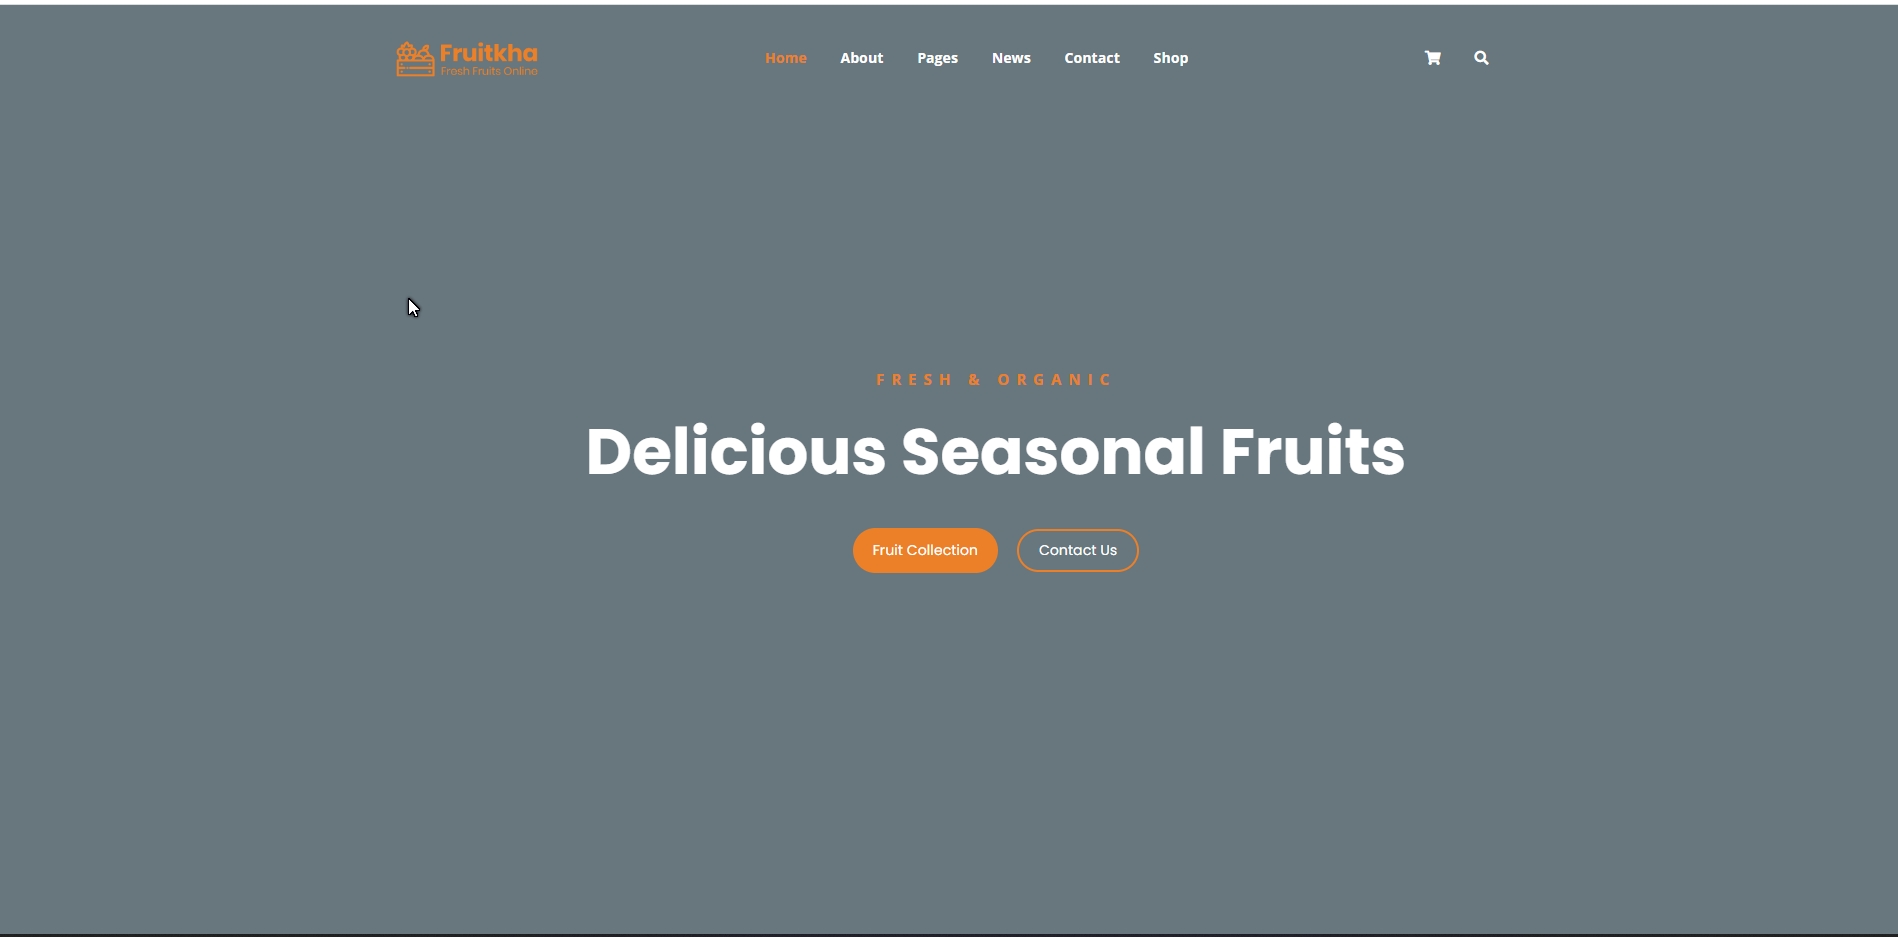 Fruitkha
Fresh Fruits Online
Home About Pages News Contact Shop
FRESH & ORGANIC
Delicious Seasonal Fruits
Fruit Collection Contact Us